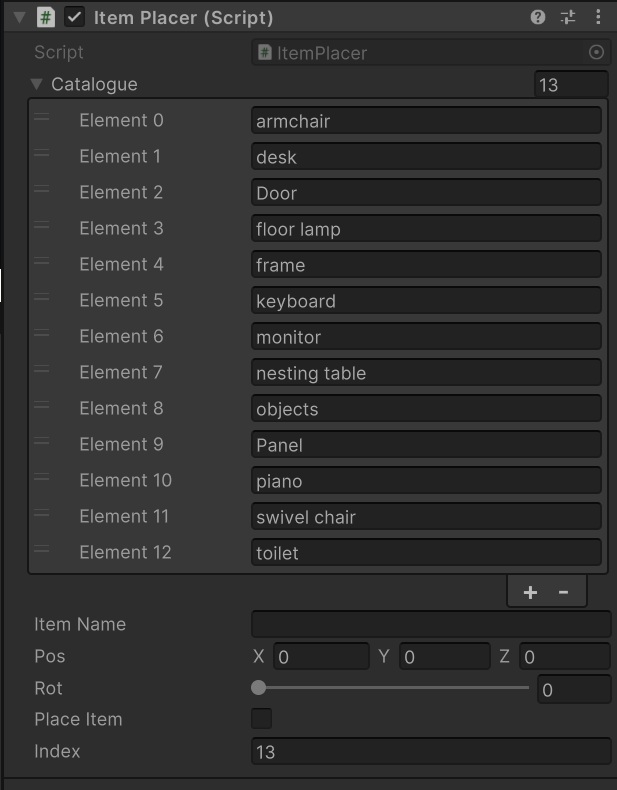 Item Placer (Script)
Script ItemPlacer
Catalogue 13
Element 0 armchair
Element 1 desk
Element 2 Door
Element 3 floor lamp
Element 4 frame
Element 5 keyboard
Element 6 monitor
Element 7 nesting table
Element 8 objects
Element 9 Panel
Element 10 piano
Element 11 swivel chair
Element 12 toilet
+ -
Item Name
Pos X 0 Y 0 Z 0
Rot 0
Place Item
Index 13